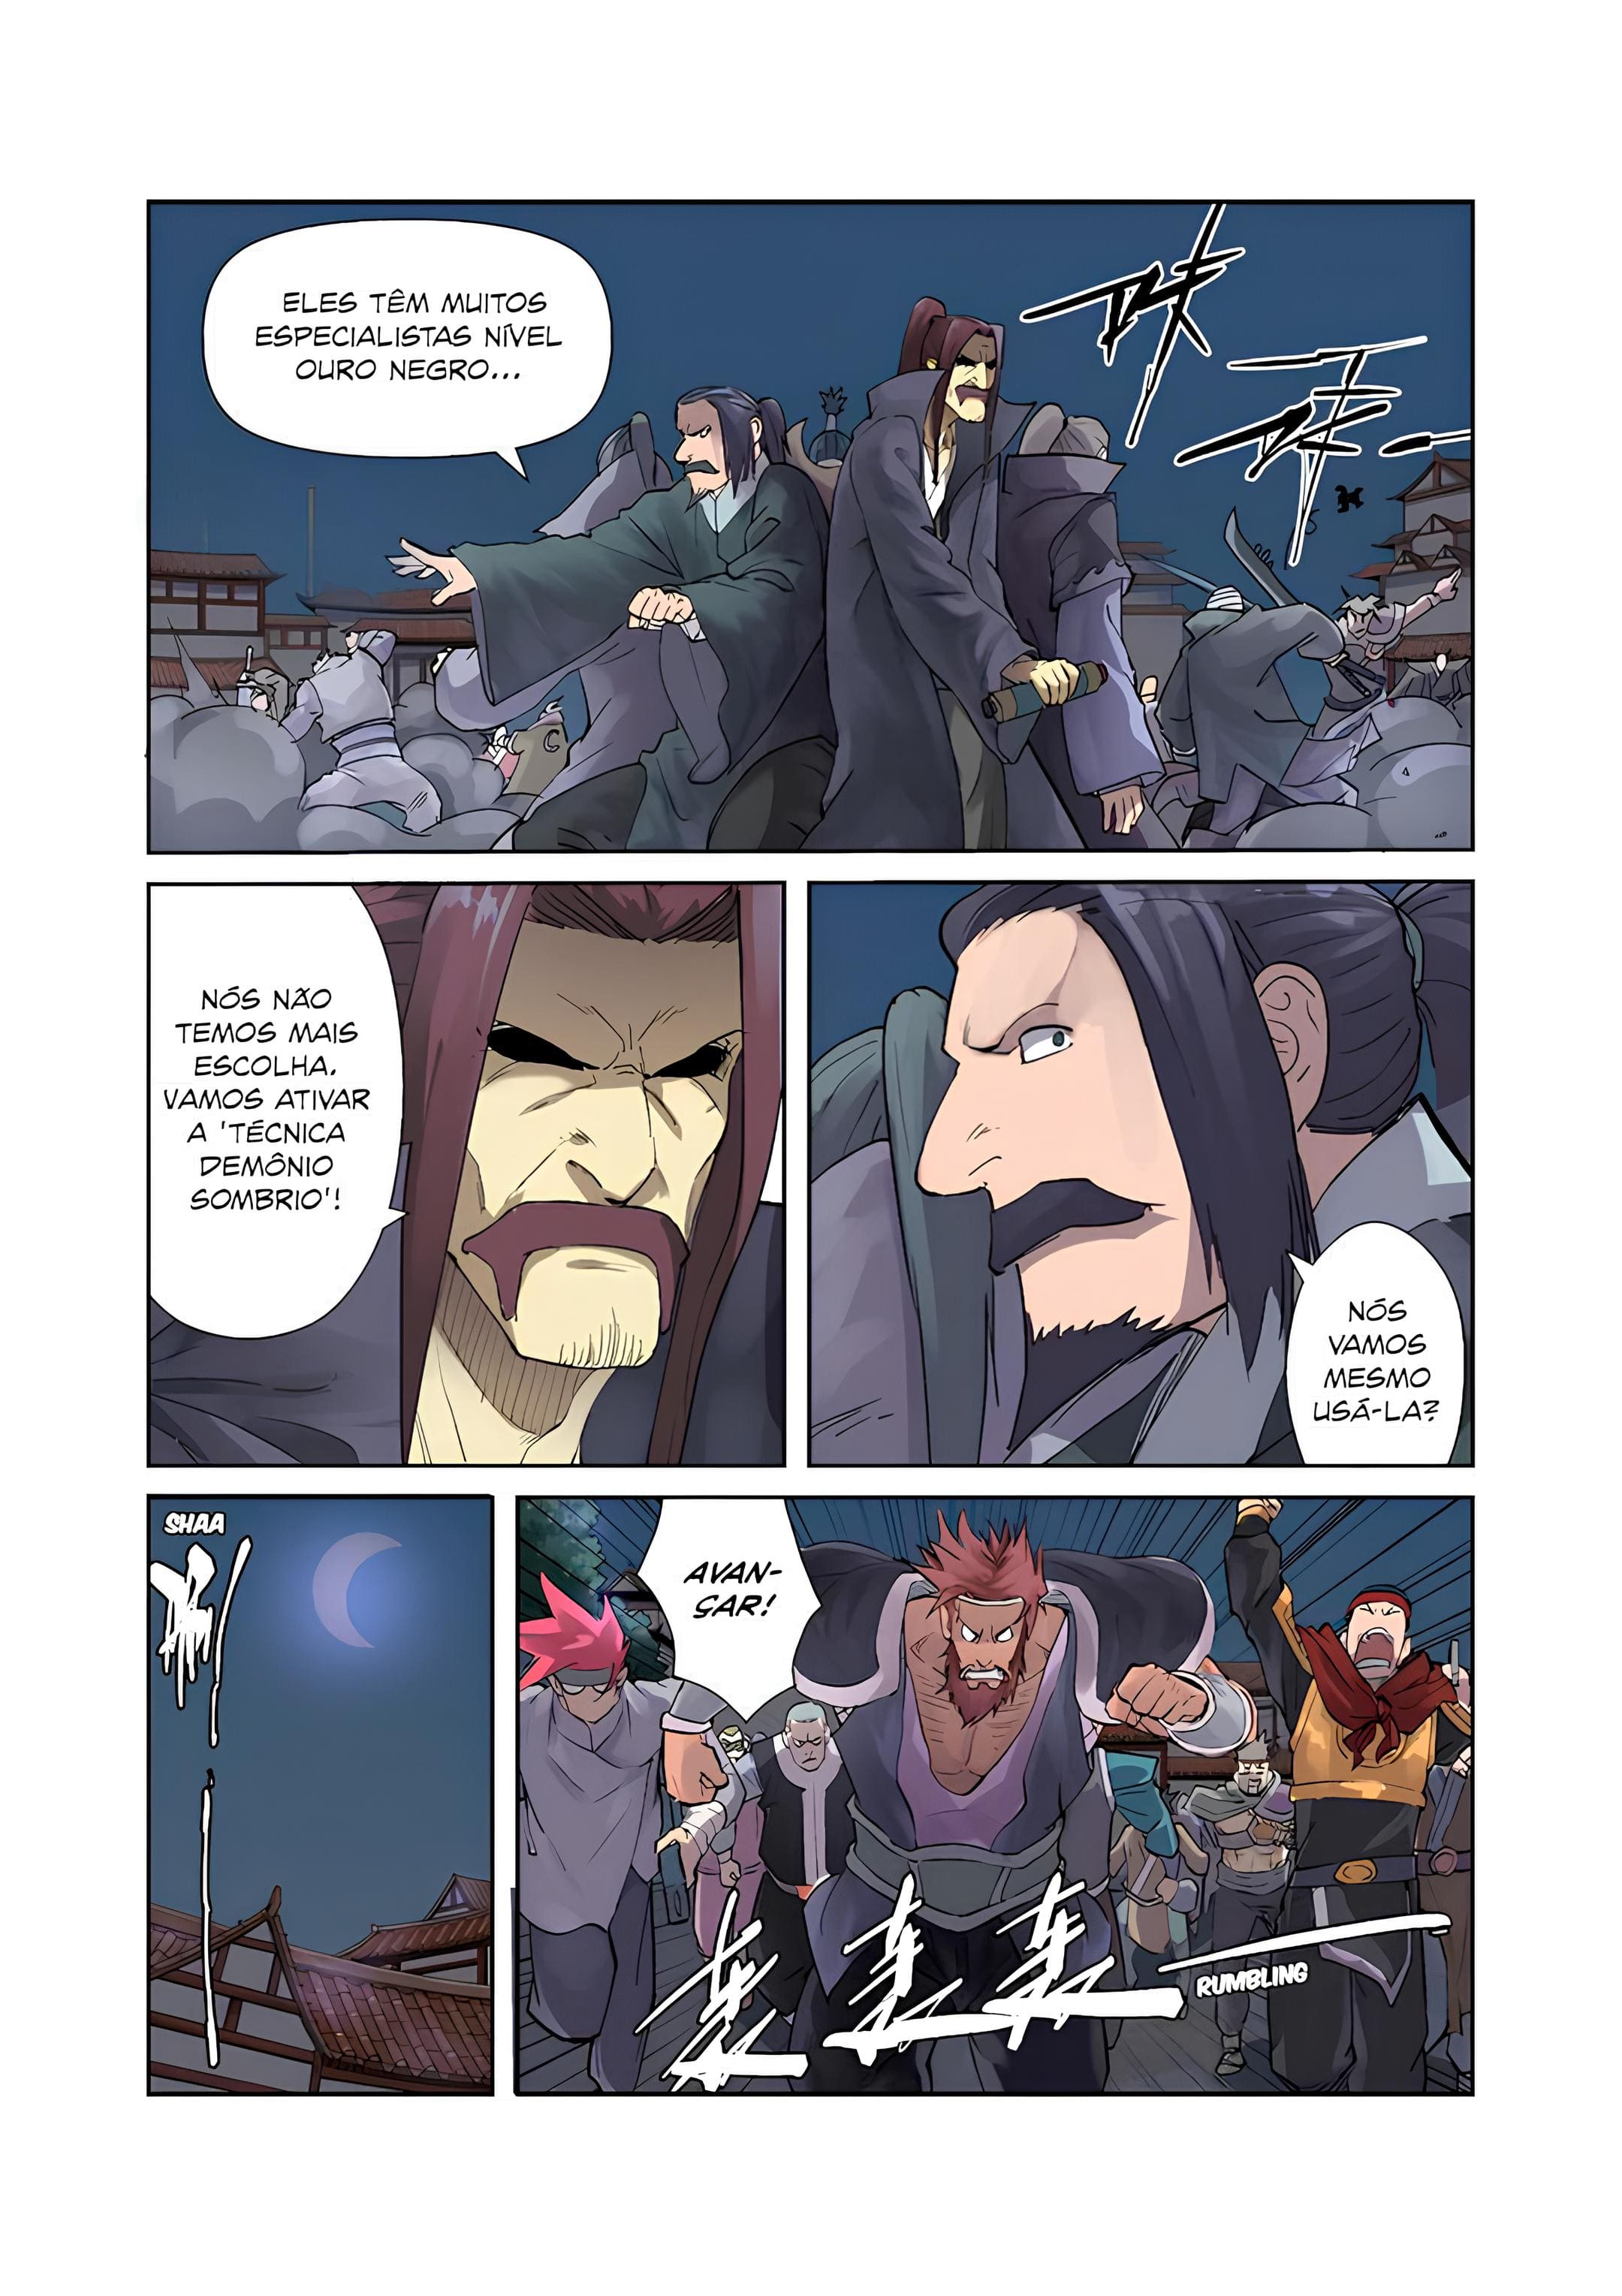 ELES TÊM MUITOS
ESPECIALISTAS NÍVEL
OURO NEGRO...
NÓS NÃO
TEMOS MAIS
ESCOLHA.
VAMOS ATIVAR
A 'TÉCNICA
DEMÔNIO
SOMBRIO'!
NÓS
VAMOS
MESMO
USÁ-LA?
SHAA
AVAN-
ÇAR!
RUMBLING